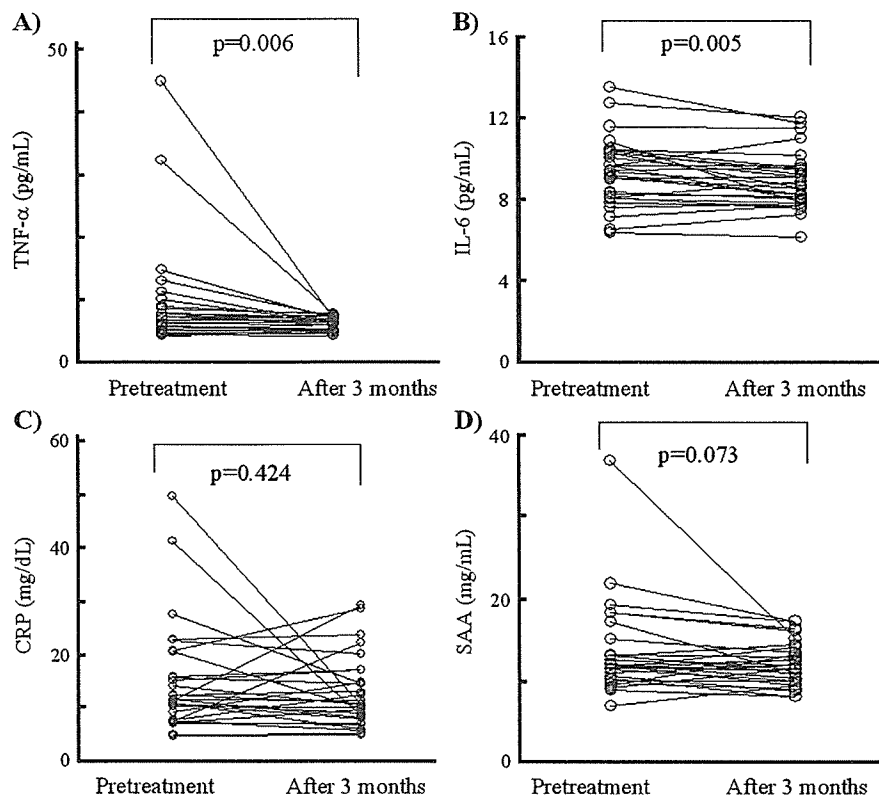 A)
p=0.006
50
0
TNF-α (pg/mL)
Pretreatment After 3 months
B)
p=0.005
16
12
8
4
0
IL-6 (pg/mL)
Pretreatment After 3 months
C)
p=0.424
60
40
20
0
CRP (mg/dL)
Pretreatment After 3 months
D)
p=0.073
40
20
0
SAA (mg/mL)
Pretreatment After 3 months